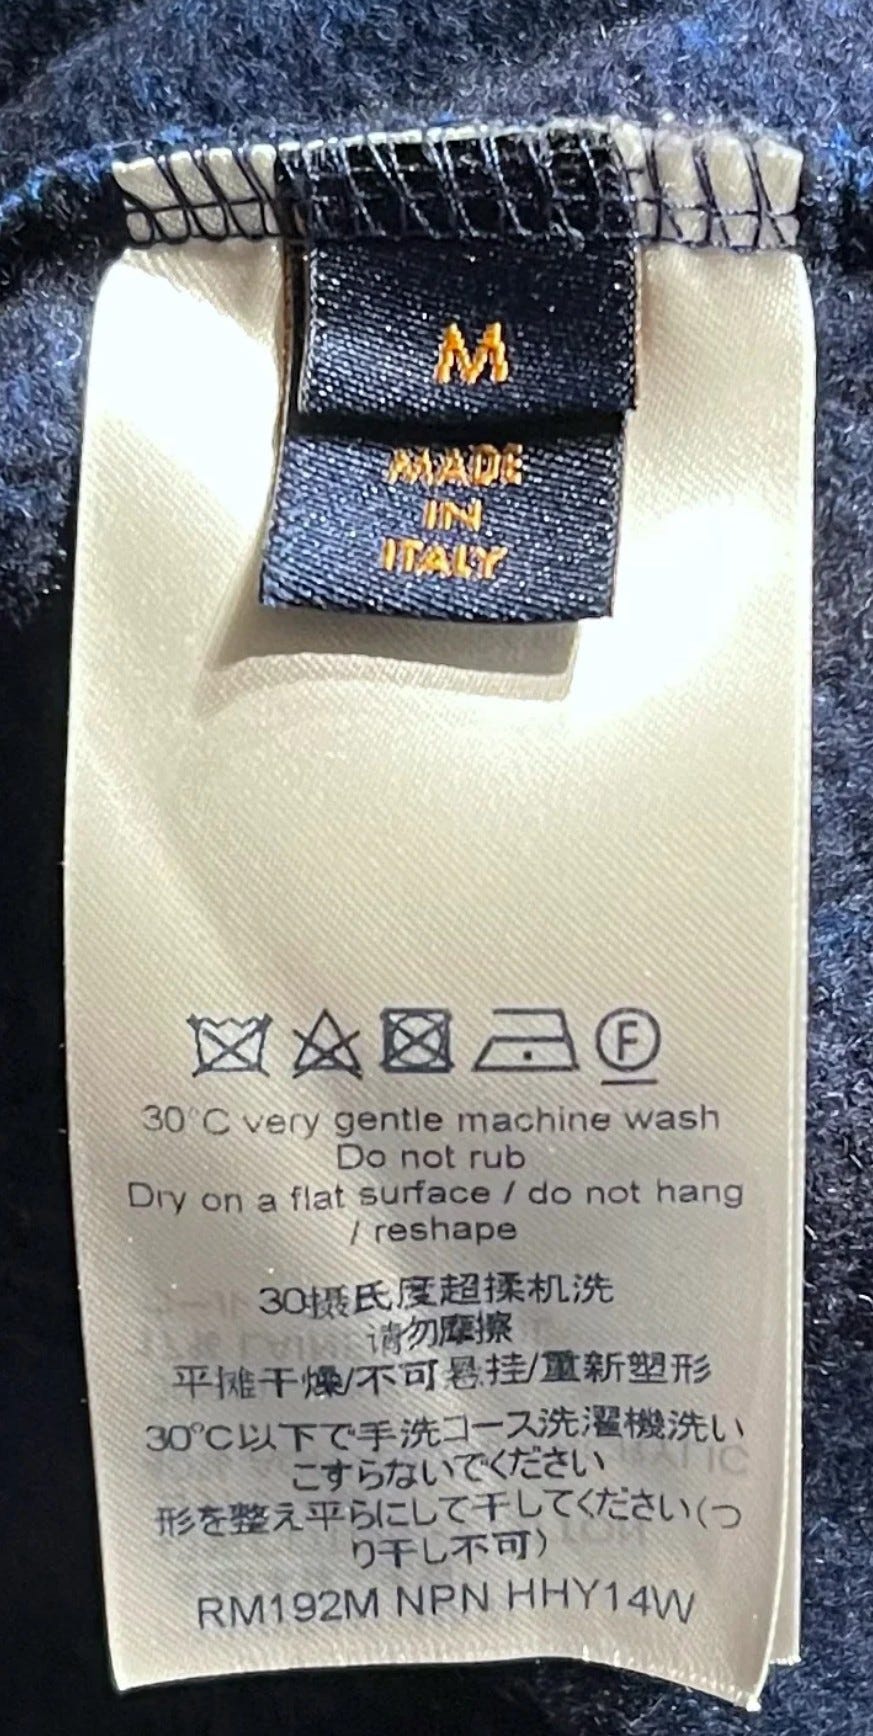 M
MADE
IN
ITALY
F
30°C very gentle machine wash
Do not rub
Dry on a flat surface / do not hang
/ reshape
30摄氏度超揉机洗
请勿摩擦
平摊干燥/不可悬挂/重新塑形
30°C以下で手洗コース洗濯機洗い
こすらないでください
形を整え平らにして干してください(つ
り干し不可)
RM192M NPN HHY14W